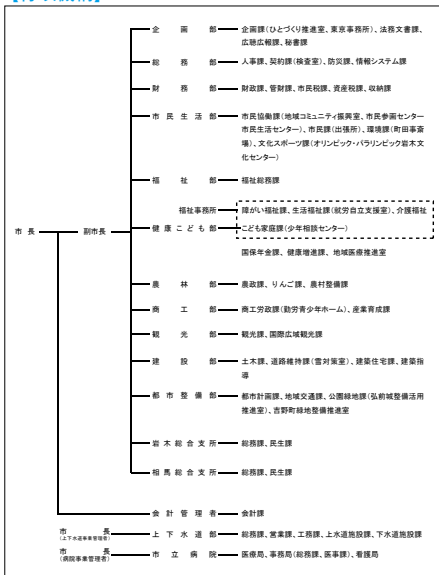 企画部 企画課(ひとづくり推進室、東京事務所)、法務文書課、
広聴広報課、秘書課
総務部 人事課、契約課(検査室)、防災課、情報システム課
財務部 財政課、管財課、市民税課、資産税課、収納課
市民生活部 市民協働課(地域コミュニティ振興室、市民参画センター
市民生活センター)、市民課(出張所)、環境課(町田斎
場)、文化スポーツ課(オリンピック・パラリンピック岩木文
化センター)
福祉部 福祉総務課
福祉事務所 障がい福祉課、生活福祉課(就労自立支援室)、介護福祉
市長 副市長 健康こども部 こども家庭課(少年相談センター)
国保年金課、健康増進課、地域医療推進室
農林部 農政課、りんご課、農村整備課
商工部 商工労政課(勤労青少年ホーム)、産業育成課
観光部 観光課、国際広域観光課
建設部 土木課、道路維持課(雪対策室)、建築住宅課、建築指
導
都市整備部 都市計画課、地域交通課、公園緑地課(弘前城整備活用
推進室)、吉野町緑地整備推進室
岩木総合支所 総務課、民生課
相馬総合支所 総務課、民生課
会計管理者 会計課
市長
(上下水道事業管理者) 上下水道部 総務課、営業課、工務課、上水道施設課、下水道施設課
市長
(病院事業管理者) 市立病院 医療局、事務局(総務課、医事課)、看護局